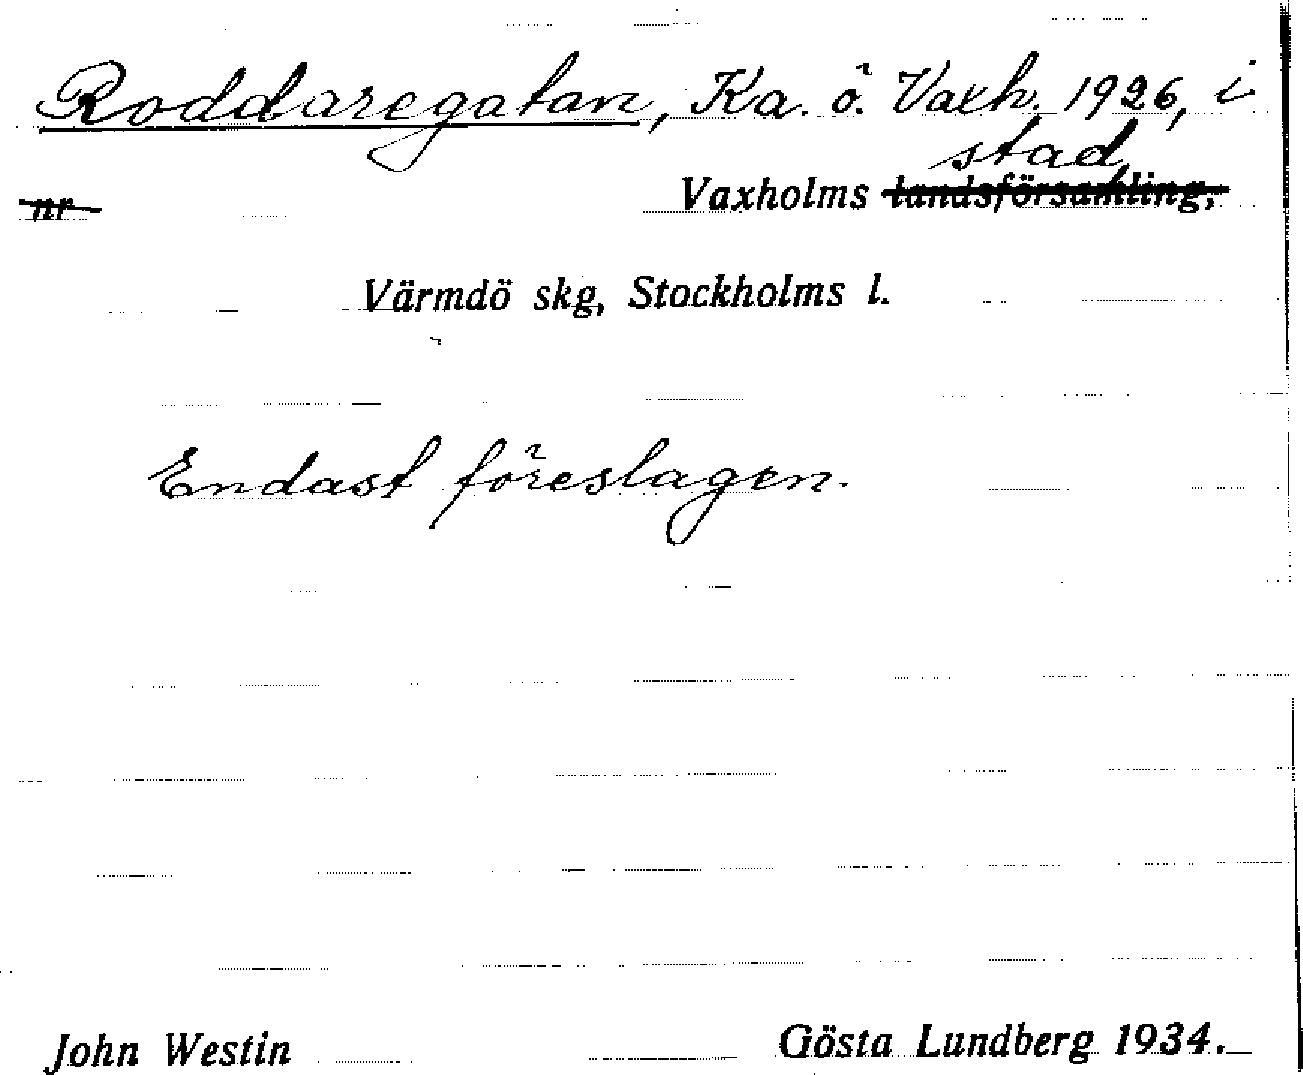 Roddaregatan, Ka. ö. Vaxh. 1926, i
stad,
nr Vaxholms landsförsamling,
Värmdö skg, Stockholms l.
Endast föreslagen.
John Westin Gösta Lundberg 1934.